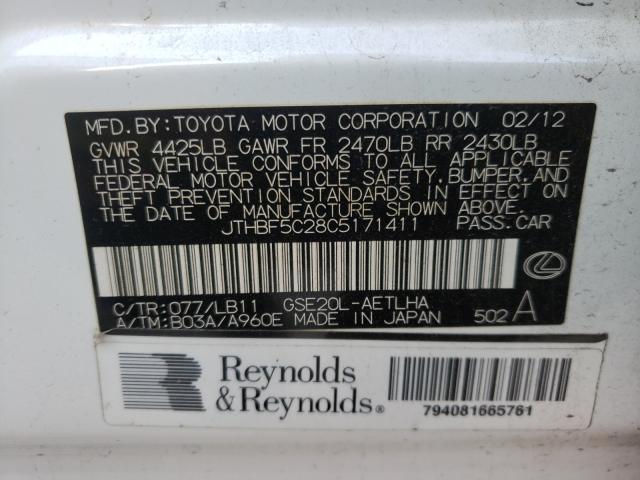 MFD.BY:TOYOTA MOTOR CORPORATION 02/12
GVWR 4425LB GAWR FR 2470LB RR 2430LB
THIS VEHICLE CONFORMS TO ALL APPLICABLE
FEDERAL MOTOR VEHICLE SAFETY.BUMPER.AND
THEFT PREVENTION STANDARDS IN EFFECT ON
THE DATE OF MANUFACTURE SHOWN ABOVE.
JTHBF5C28C5171411 PASS.CAR
C/TR:077/LB11 GSE20L-AETLHA
A/TM:B03A/A960E MADE IN JAPAN 502 A
Reynolds
& Reynolds®
794081665761